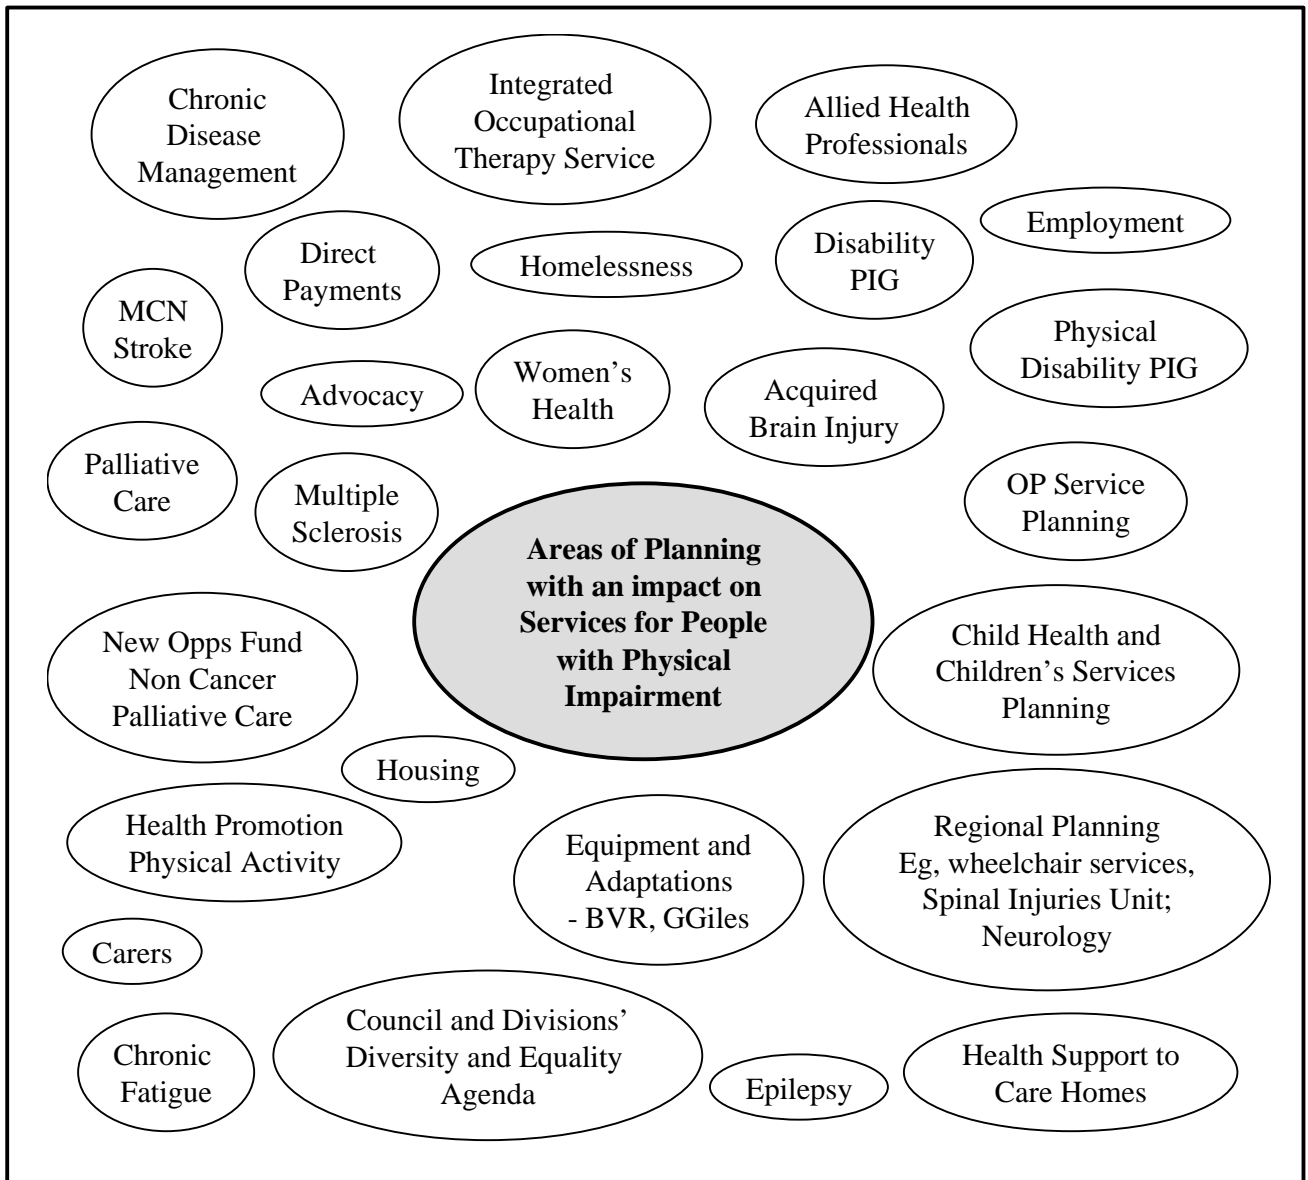 Chronic
Disease
Management
Integrated
Occupational
Therapy Service
Allied Health
Professionals
Employment
Direct
Payments
Homelessness
Disability
PIG
MCN
Stroke
Physical
Disability PIG
Advocacy
Women’s
Health
Acquired
Brain Injury
Palliative
Care
Multiple
Sclerosis
OP Service
Planning
Areas of Planning
with an impact on
Services for People
with Physical
Impairment
New Opps Fund
Non Cancer
Palliative Care
Child Health and
Children’s Services
Planning
Housing
Health Promotion
Physical Activity
Equipment and
Adaptations
- BVR, GGiles
Regional Planning
Eg, wheelchair services,
Spinal Injuries Unit;
Neurology
Carers
Chronic
Fatigue
Council and Divisions’
Diversity and Equality
Agenda
Epilepsy
Health Support to
Care Homes